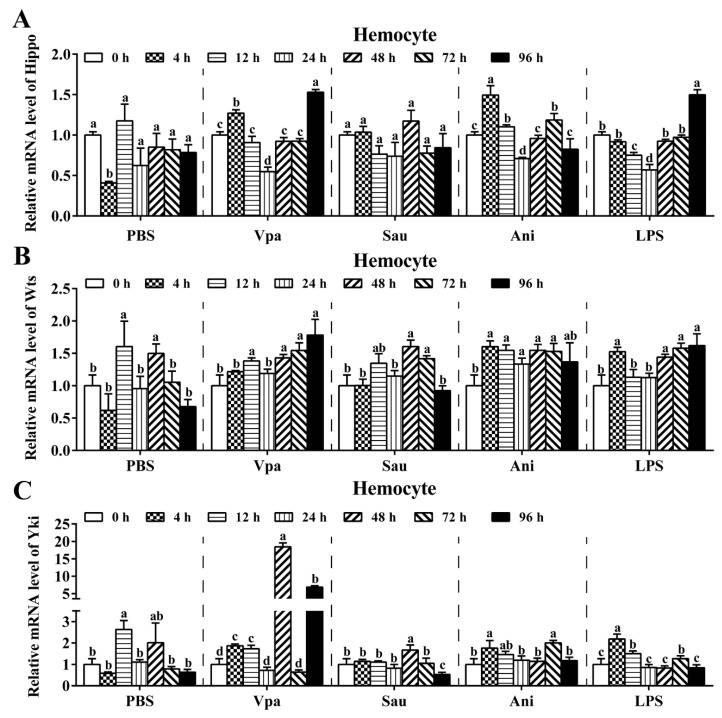 A
Hemocyte
0 h 4 h 12 h 24 h 48 h 72 h 96 h
Relative mRNA level of Hippo
2.0
1.5
1.0
0.5
0.0
a b a a a a a
c b c d c c a
a a a a a a a
c a b d c b c
b b c d b b a
PBS Vpa Sau Ani LPS
B
Hemocyte
0 h 4 h 12 h 24 h 48 h 72 h 96 h
Relative mRNA level of Wts
2.5
2.0
1.5
1.0
0.5
0.0
b b a b a b b
b b a a a a a
b b ab b a a b
b a a a a a ab
b a b b a a a
PBS Vpa Sau Ani LPS
C
Hemocyte
0 h 4 h 12 h 24 h 48 h 72 h 96 h
Relative mRNA level of Yki
25
20
15
10
5
3
2
1
0
b b a b ab b b
d c c d a d b
b b b b a b c
b a ab b b a b
c a b c c b c
PBS Vpa Sau Ani LPS